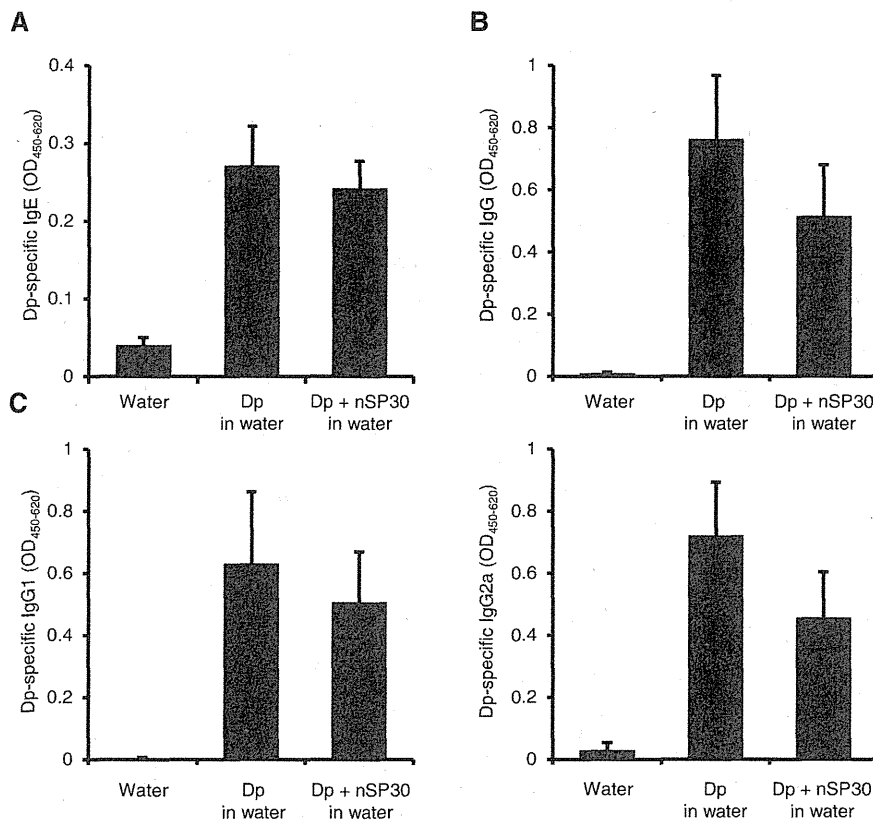 A
Dp-specific IgE (OD450-620)
0.4
0.3
0.2
0.1
0
Water
Dp
in water
Dp + nSP30
in water
B
Dp-specific IgG (OD450-620)
1
0.8
0.6
0.4
0.2
0
Water
Dp
in water
Dp + nSP30
in water
C
Dp-specific IgG1 (OD450-620)
1
0.8
0.6
0.4
0.2
0
Water
Dp
in water
Dp + nSP30
in water
Dp-specific IgG2a (OD450-620)
1
0.8
0.6
0.4
0.2
0
Water
Dp
in water
Dp + nSP30
in water